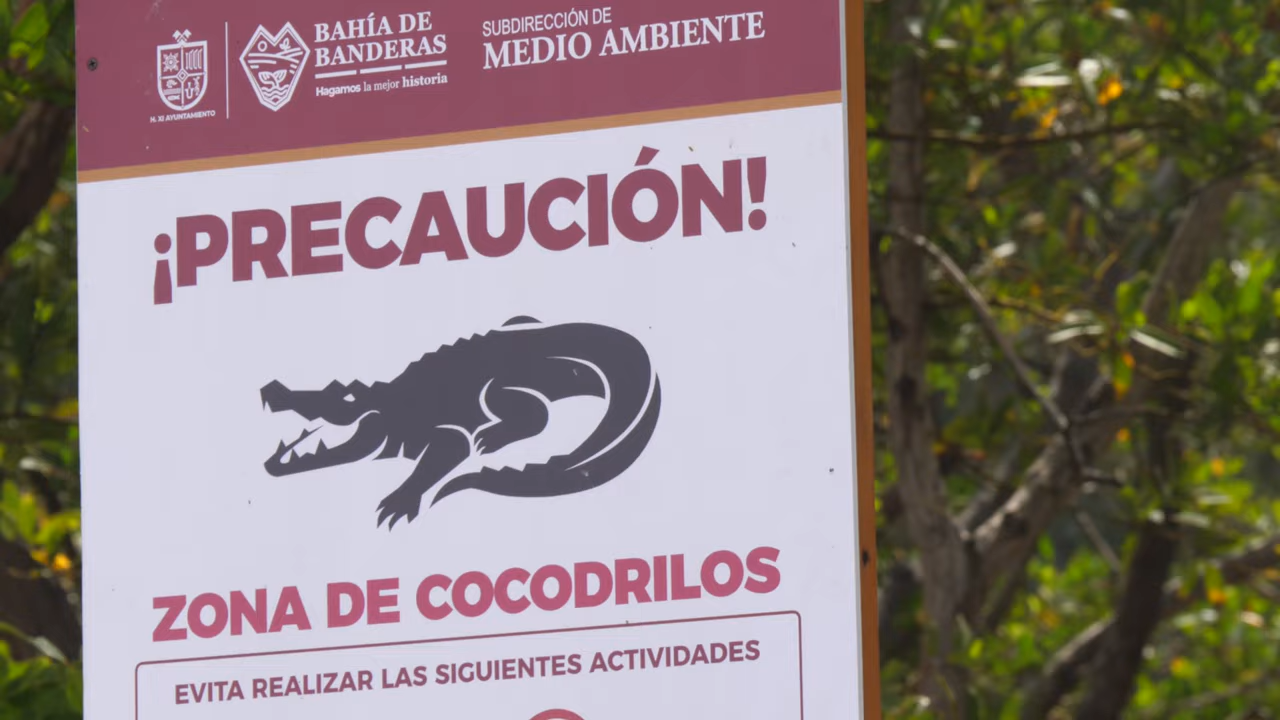 H. XI AYUNTAMIENTO
BAHÍA DE
BANDERAS
Hagamos la mejor historia
SUBDIRECCIÓN DE
MEDIO AMBIENTE
¡PRECAUCIÓN!
ZONA DE COCODRILOS
EVITA REALIZAR LAS SIGUIENTES ACTIVIDADES